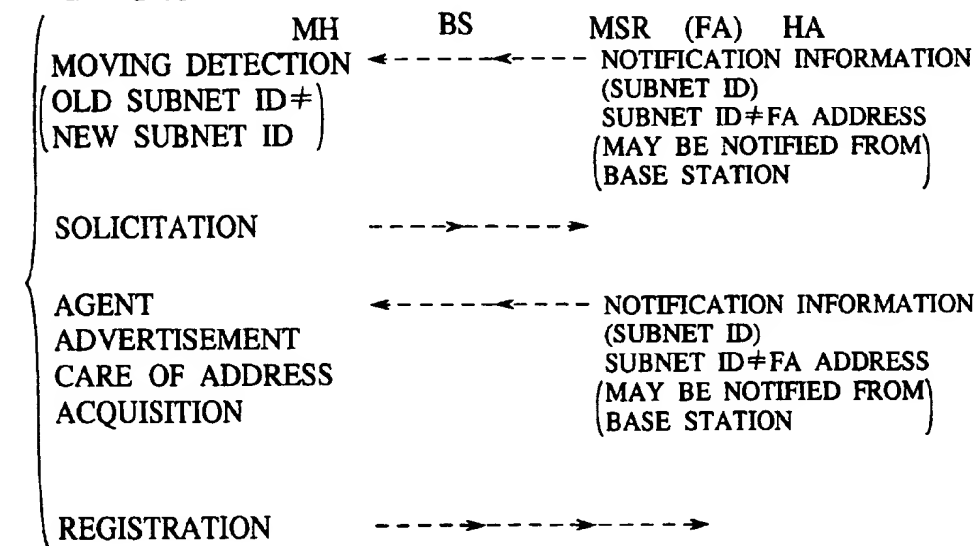 MH BS MSR (FA) HA
MOVING DETECTION
(OLD SUBNET ID≠
NEW SUBNET ID)
NOTIFICATION INFORMATION
(SUBNET ID)
SUBNET ID≠FA ADDRESS
(MAY BE NOTIFIED FROM
BASE STATION)
SOLICITATION
AGENT
ADVERTISEMENT
CARE OF ADDRESS
ACQUISITION
NOTIFICATION INFORMATION
(SUBNET ID)
SUBNET ID≠FA ADDRESS
(MAY BE NOTIFIED FROM
BASE STATION)
REGISTRATION